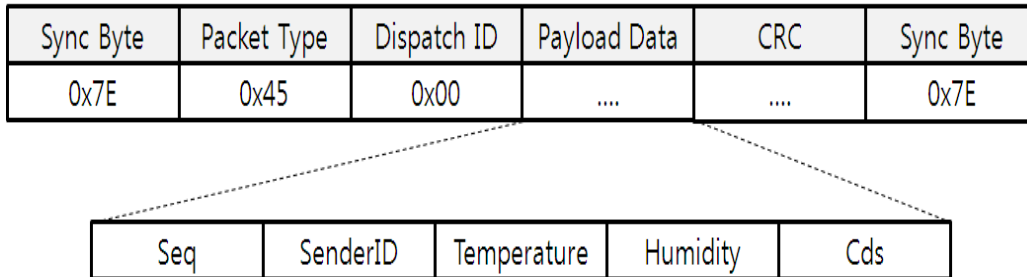 Sync Byte Packet Type Dispatch ID Payload Data CRC Sync Byte
0x7E 0x45 0x00 .... .... 0x7E
Seq SenderID Temperature Humidity Cds